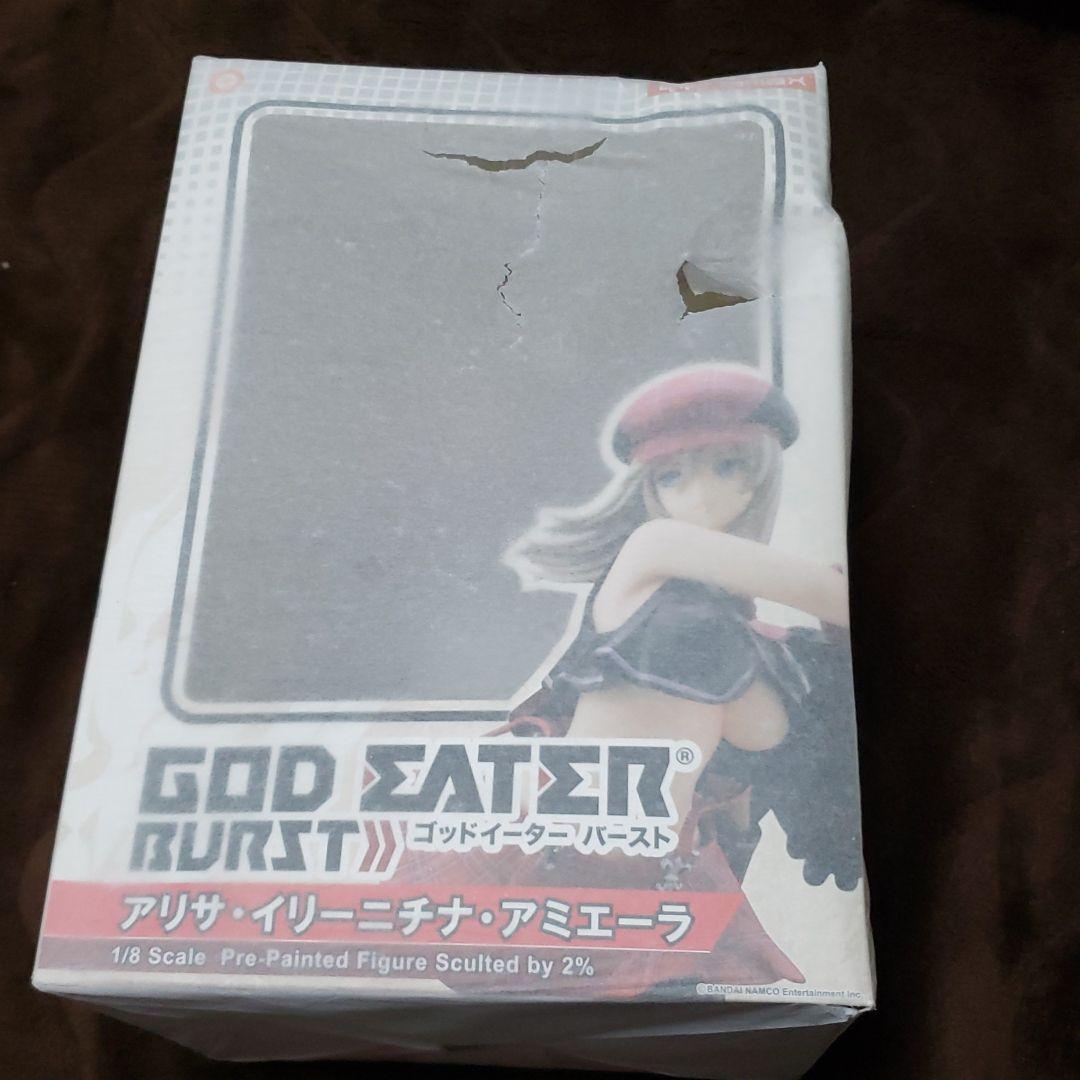 GOD EATER®
BURST
ゴッドイーター バースト
アリサ・イリーニチナ・アミエーラ
1/8 Scale Pre-Painted Figure Sculted by 2%
©BANDAI NAMCO Entertainment Inc.